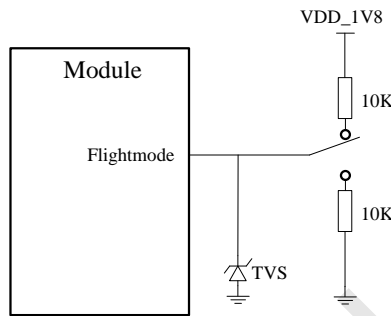 VDD_1V8
Module
10K
Flightmode
10K
TVS